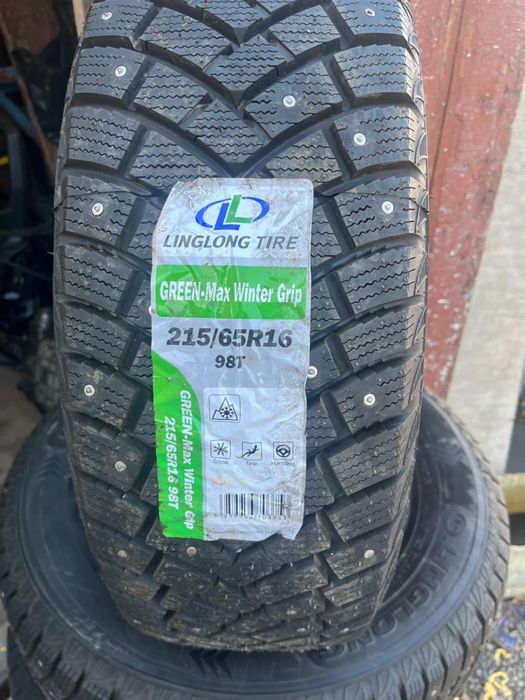 LINGLONG TIRE
GREEN-Max Winter Grip
215/65R16
98T
Snow Grip Handling
GREEN-Max Winter Grip
215/65R16 98T
LINGLONG